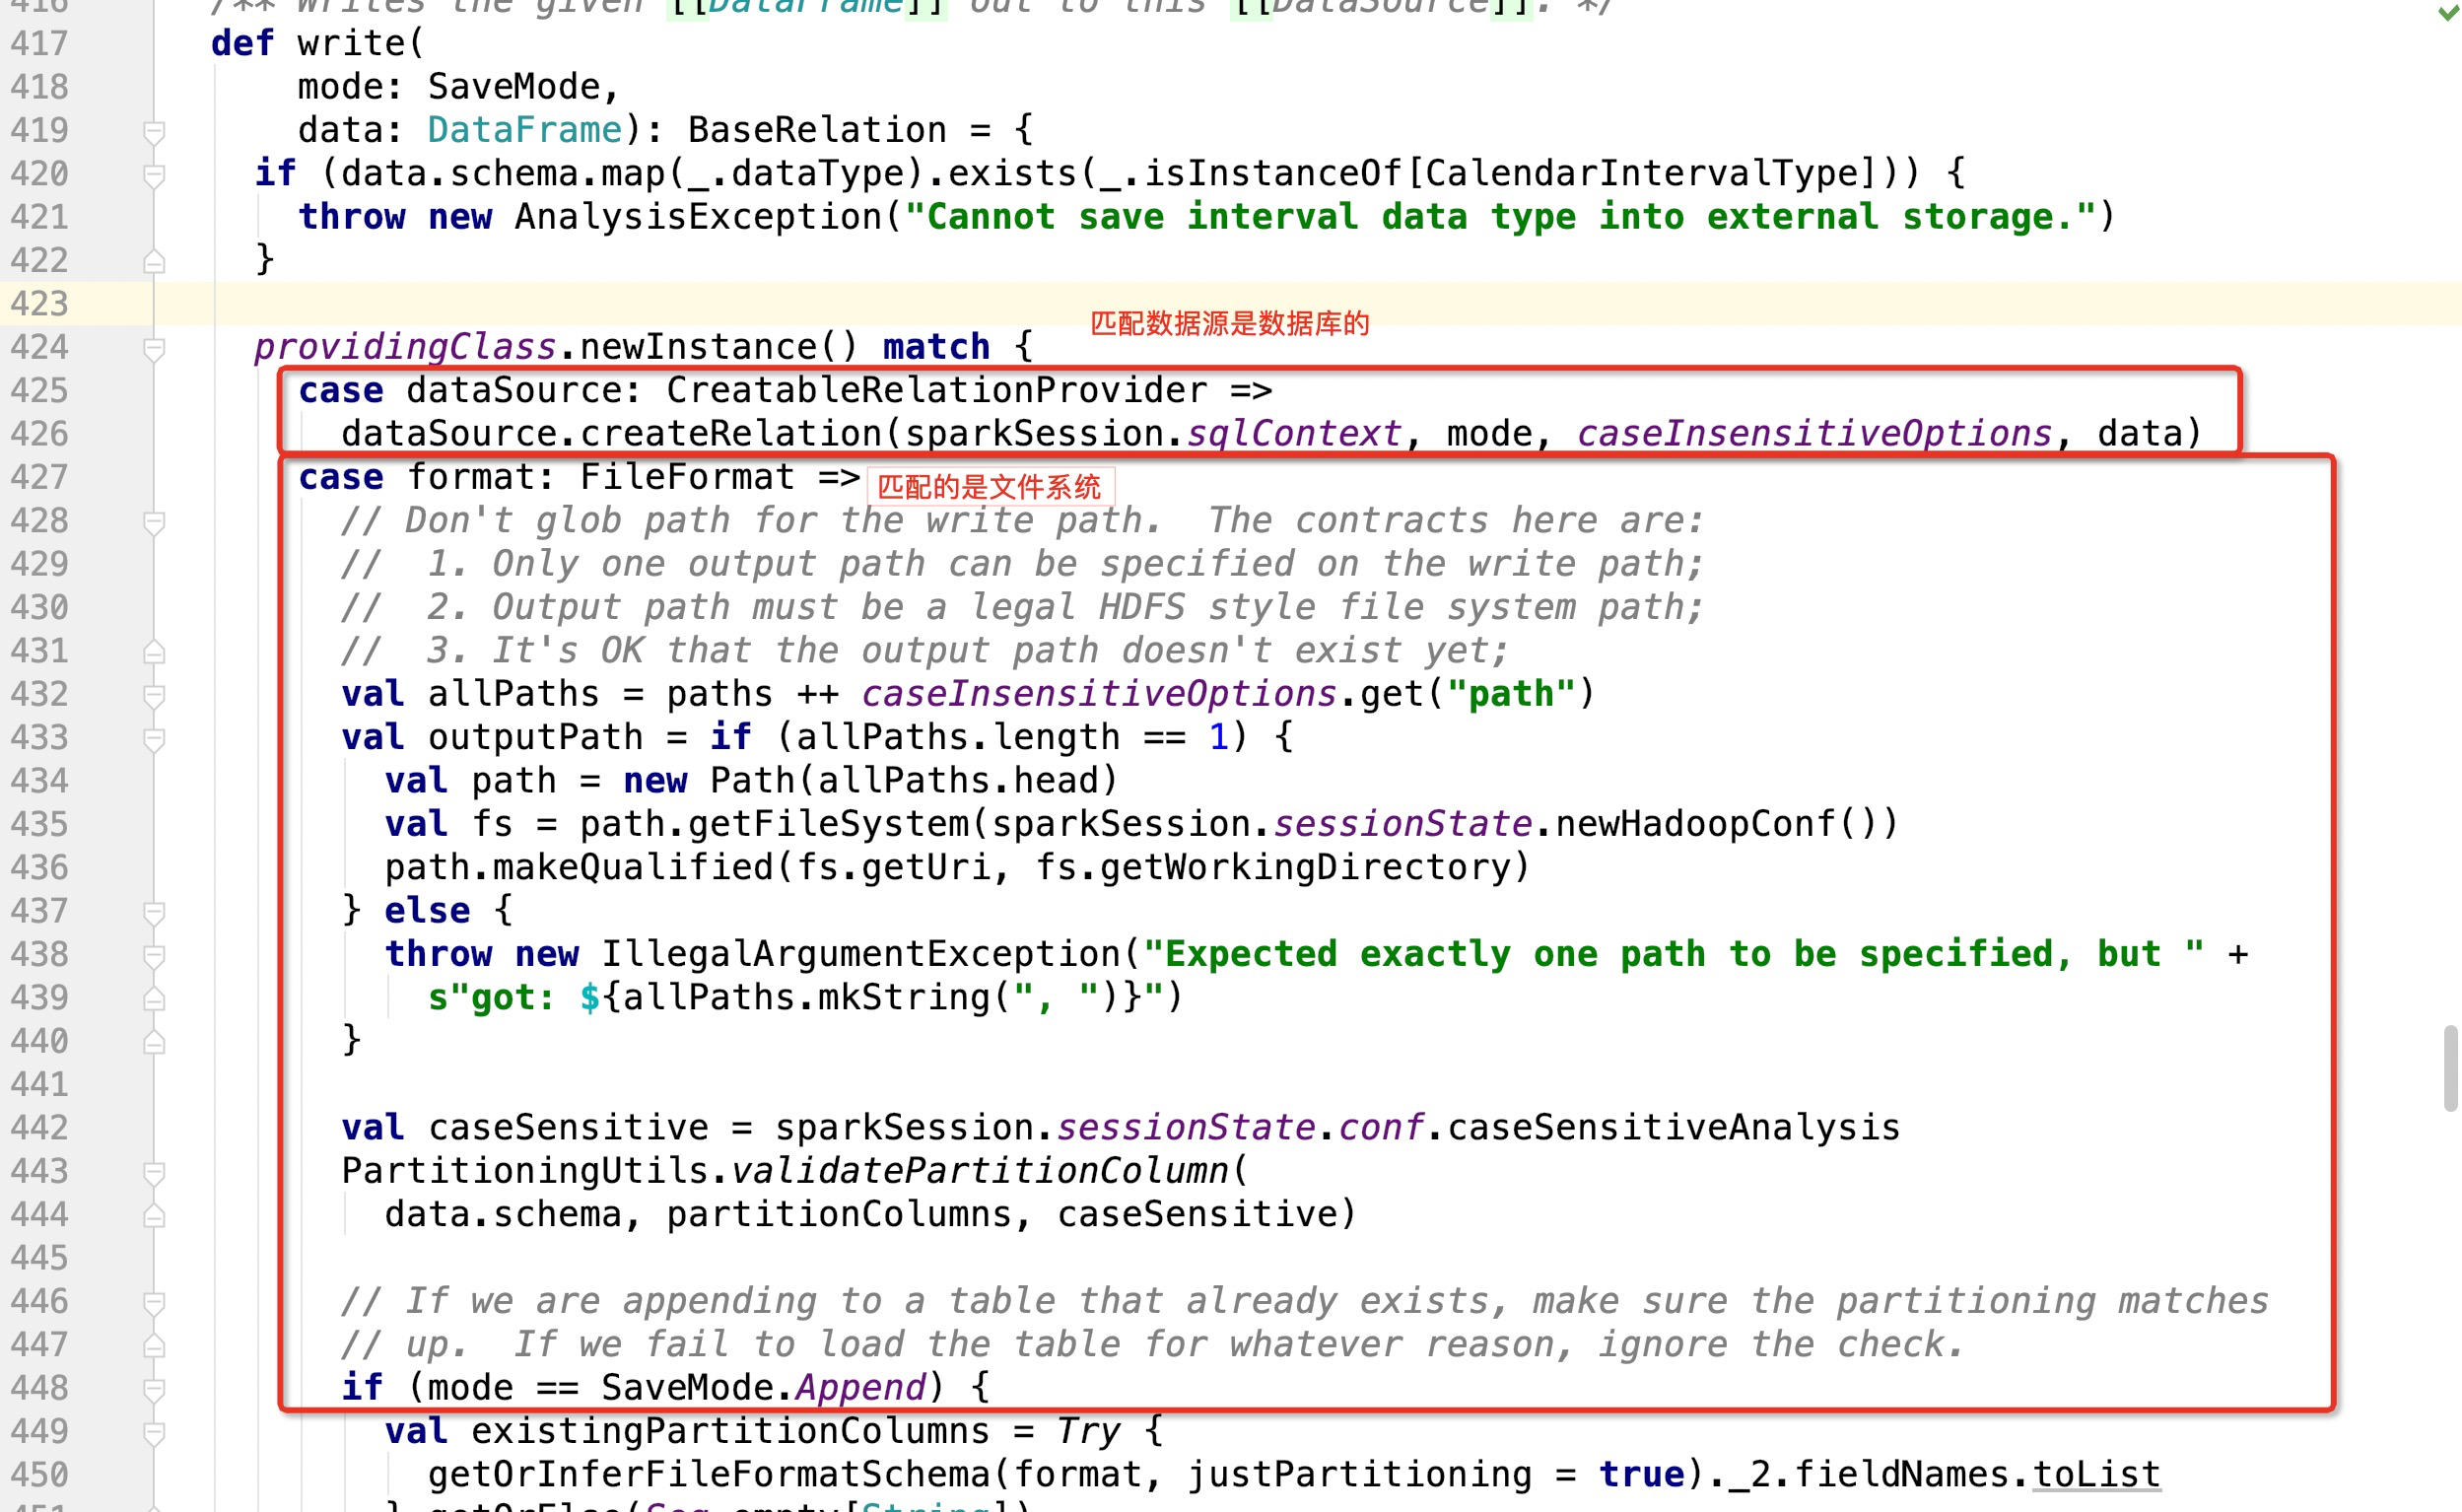 416 /** Writes the given [[DataFrame]] out to this [[DataSource]]. */
417 def write(
418 mode: SaveMode,
419 data: DataFrame): BaseRelation = {
420 if (data.schema.map(_.dataType).exists(_.isInstanceOf[CalendarIntervalType])) {
421 throw new AnalysisException("Cannot save interval data type into external storage.")
422 }
423
匹配数据源是数据库的
424 providingClass.newInstance() match {
425 case dataSource: CreatableRelationProvider =>
426 dataSource.createRelation(sparkSession.sqlContext, mode, caseInsensitiveOptions, data)
427 case format: FileFormat => 匹配的是文件系统
428 // Don't glob path for the write path.  The contracts here are:
429 //  1. Only one output path can be specified on the write path;
430 //  2. Output path must be a legal HDFS style file system path;
431 //  3. It's OK that the output path doesn't exist yet;
432 val allPaths = paths ++ caseInsensitiveOptions.get("path")
433 val outputPath = if (allPaths.length == 1) {
434 val path = new Path(allPaths.head)
435 val fs = path.getFileSystem(sparkSession.sessionState.newHadoopConf())
436 path.makeQualified(fs.getUri, fs.getWorkingDirectory)
437 } else {
438 throw new IllegalArgumentException("Expected exactly one path to be specified, but " +
439 s"got: ${allPaths.mkString(", ")}")
440 }
441
442 val caseSensitive = sparkSession.sessionState.conf.caseSensitiveAnalysis
443 PartitioningUtils.validatePartitionColumn(
444 data.schema, partitionColumns, caseSensitive)
445
446 // If we are appending to a table that already exists, make sure the partitioning matches
447 // up.  If we fail to load the table for whatever reason, ignore the check.
448 if (mode == SaveMode.Append) {
449 val existingPartitionColumns = Try {
450 getOrInferFileFormatSchema(format, justPartitioning = true)._2.fieldNames.toList
451 } getOrElse(Seq.empty[String])